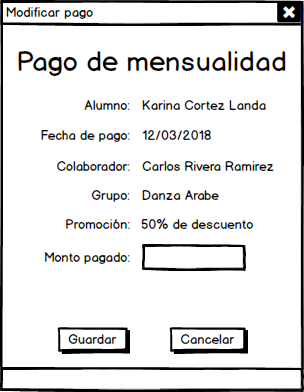 Modificar pago
Pago de mensualidad
Alumno: Karina Cortez Landa
Fecha de pago: 12/03/2018
Colaborador: Carlos Rivera Ramirez
Grupo: Danza Arabe
Promoción: 50% de descuento
Monto pagado:
Guardar Cancelar